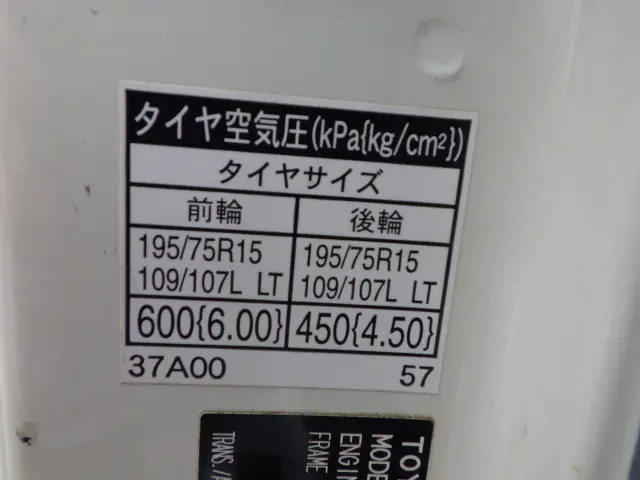 タイヤ空気圧(kPa{kg/cm²})
タイヤサイズ
前輪 後輪
195/75R15 195/75R15
109/107L LT 109/107L LT
600{6.00} 450{4.50}
37A00 57
TOY
MODE
ENGIN
FRAME
TRANS./A